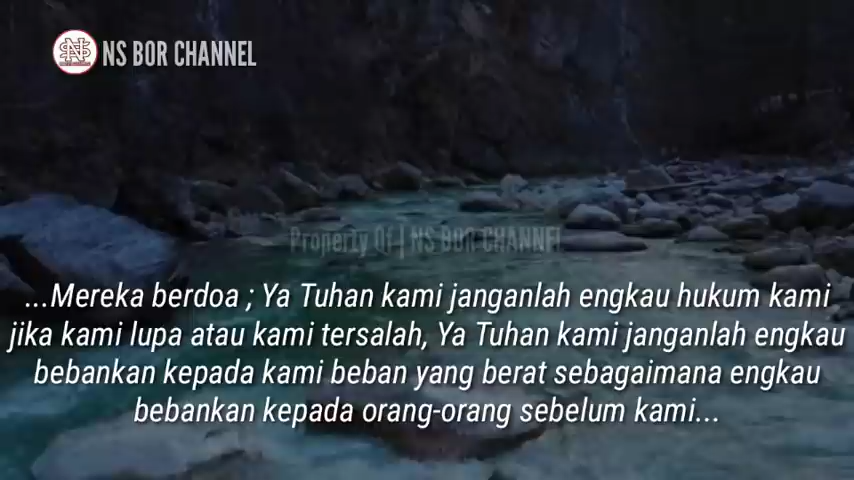 NS BOR CHANNEL
Property Of | NS BOR CHANNEL
...Mereka berdoa ; Ya Tuhan kami janganlah engkau hukum kami
jika kami lupa atau kami tersalah, Ya Tuhan kami janganlah engkau
bebankan kepada kami beban yang berat sebagaimana engkau
bebankan kepada orang-orang sebelum kami...